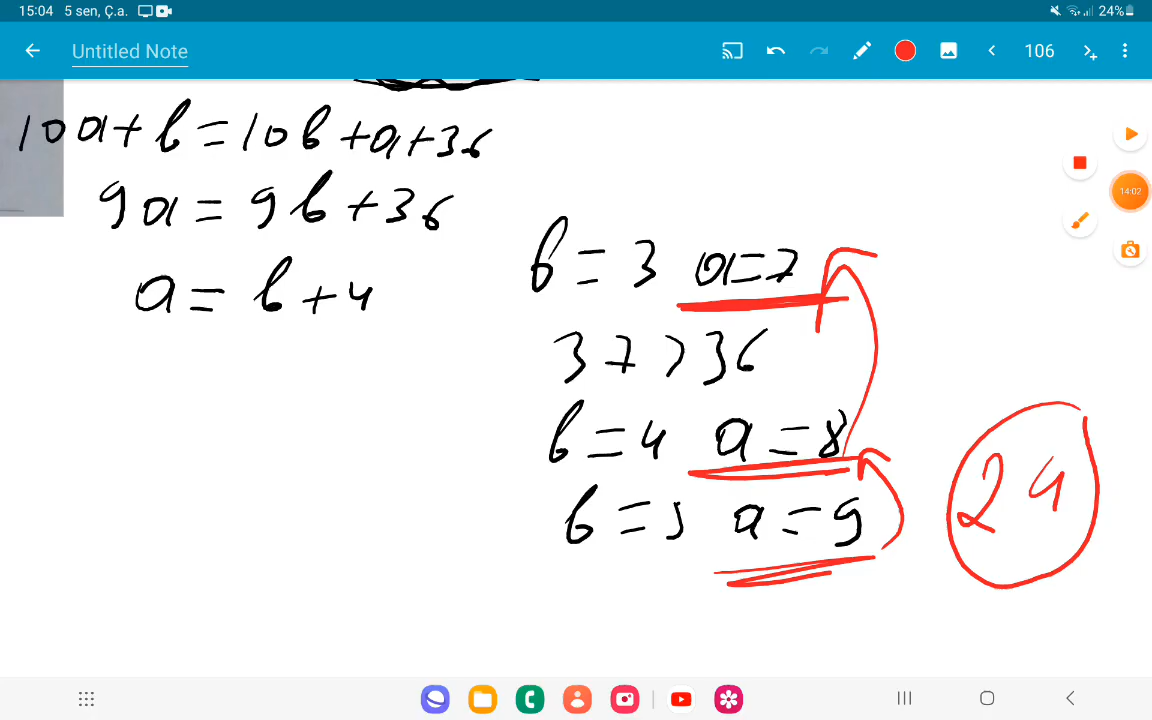 15:04 5 sen, Ç.a. 24%
Untitled Note 106
10a+b=10b+a+36
9a=9b+36
a=b+4
14:02
b=3 a=7
37>36
b=4 a=8
b=5 a=9
24